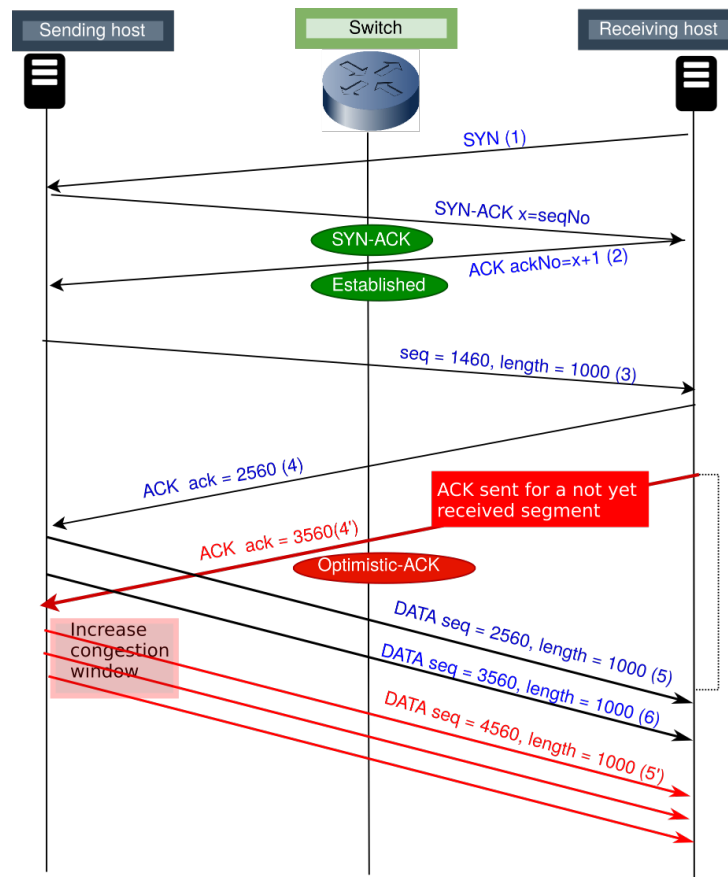 Sending host
Switch
Receiving host
SYN (1)
SYN-ACK x=seqNo
SYN-ACK
ACK ackNo=x+1 (2)
Established
seq = 1460, length = 1000 (3)
ACK ack = 2560 (4)
ACK sent for a not yet
received segment
ACK ack = 3560(4')
Optimistic-ACK
DATA seq = 2560, length = 1000 (5)
Increase
congestion
window
DATA seq = 3560, length = 1000 (6)
DATA seq = 4560, length = 1000 (5')